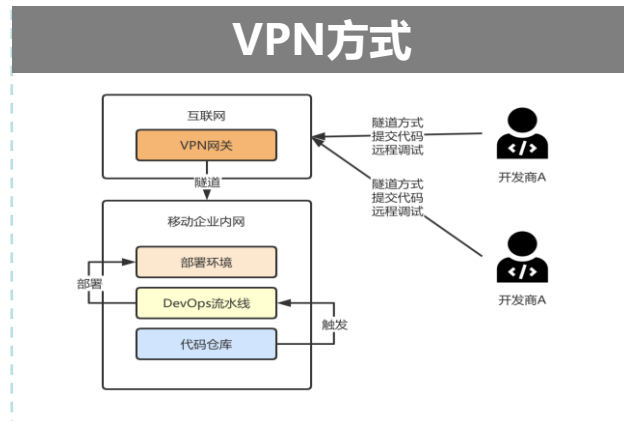 VPN方式
互联网
VPN网关
隧道
移动企业内网
部署环境
部署
DevOps流水线
触发
代码仓库
隧道方式
提交代码
远程调试
</>
开发商A
隧道方式
提交代码
远程调试
</>
开发商A